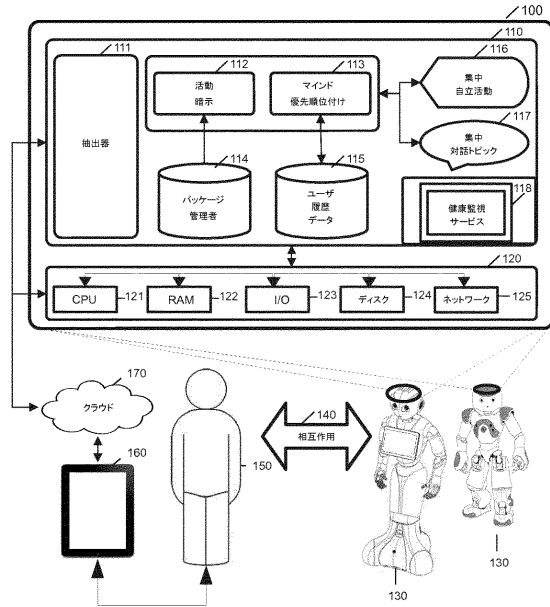 100
110
111
抽出器
112
活動
暗示
113
マインド
優先順位付け
116
集中
自立活動
117
集中
対話トピック
114
パッケージ
管理者
115
ユーザ
履歴
データ
118
健康監視
サービス
120
CPU
121
RAM
122
I/O
123
ディスク
124
ネットワーク
125
170
クラウド
160
150
140
相互作用
130
130